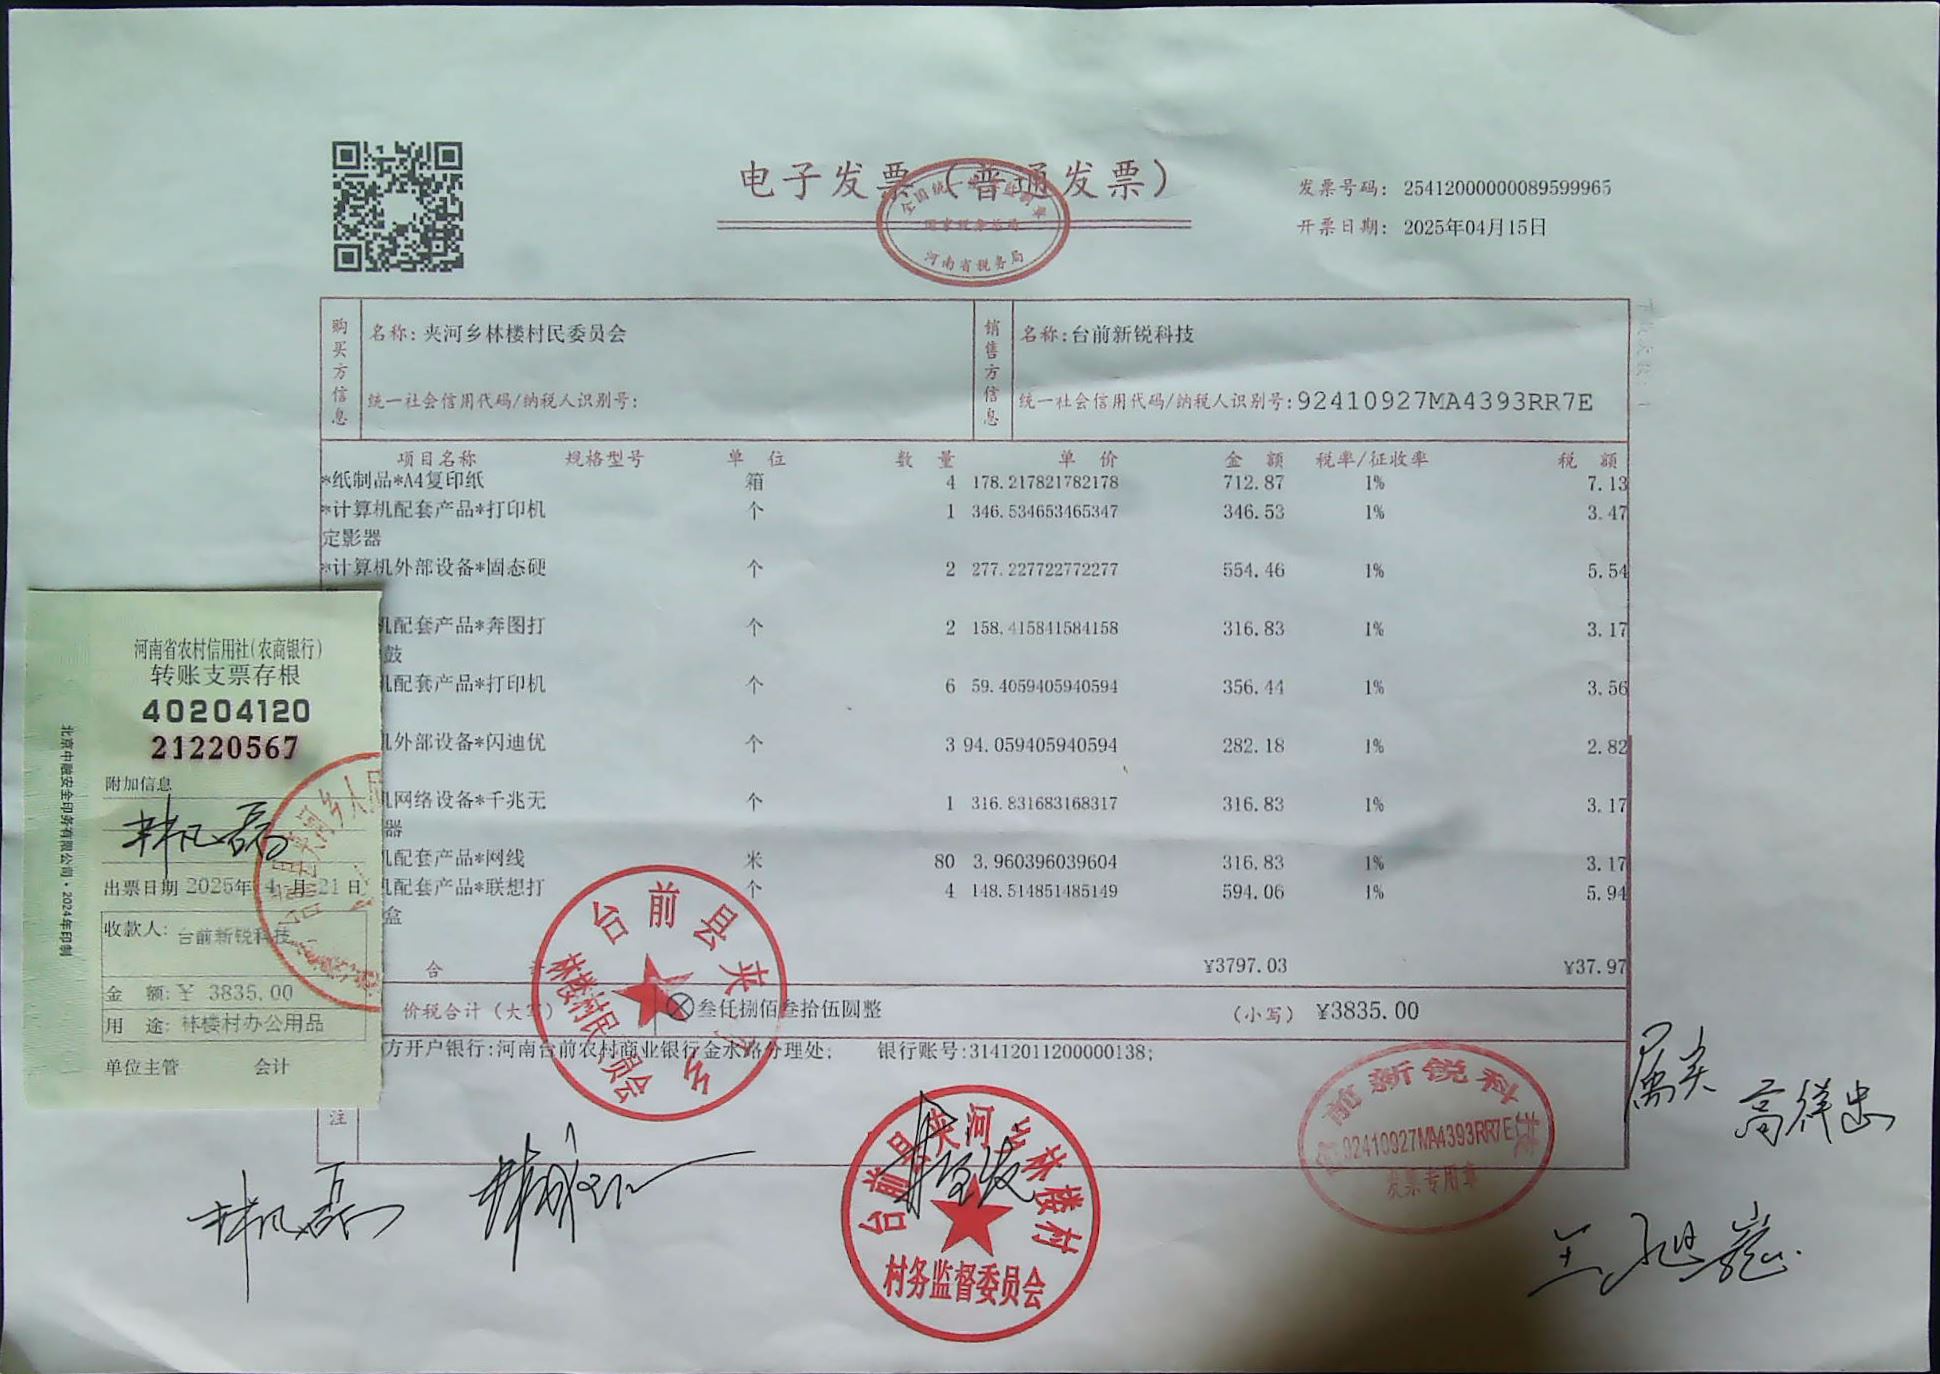 电子发票（普通发票）
国家税务总局
河南省税务局
发票号码：25412000000089599965
开票日期：2025年04月15日
购买方信息
名称：夹河乡林楼村民委员会
统一社会信用代码/纳税人识别号：
销售方信息
名称：台前新锐科技
统一社会信用代码/纳税人识别号：92410927MA4393RR7E
项目名称 规格型号 单 位 数 量 单 价 金 额 税率/征收率 税 额
*纸制品*A4复印纸 箱 4 178.217821782178 712.87 1% 7.13
*计算机配套产品*打印机 个 1 346.534653465347 346.53 1% 3.47
定影器
*计算机外部设备*固态硬 个 2 277.227722772277 554.46 1% 5.54
机配套产品*奔图打 个 2 158.415841584158 316.83 1% 3.17
鼓
机配套产品*打印机 个 6 59.4059405940594 356.44 1% 3.56
机外部设备*闪迪优 个 3 94.059405940594 282.18 1% 2.82
机网络设备*千兆无 个 1 316.831683168317 316.83 1% 3.17
器
机配套产品*网线 米 80 3.960396039604 316.83 1% 3.17
机配套产品*联想打 个 4 148.514851485149 594.06 1% 5.94
盒
合 ¥3797.03 ¥37.97
价税合计（大写） ⊗叁仟捌佰叁拾伍圆整 （小写） ¥3835.00
方开户银行:河南台前农村商业银行金水路分理处; 银行账号:31412011200000138;
注
河南省农村信用社(农商银行)
转账支票存根
40204120
21220567
附加信息
出票日期 2025年 4 月 21 日
收款人：台前新锐科技
金 额：¥ 3835.00
用 途：林楼村办公用品
单位主管 会计
北京中融安全印务有限公司·2024年印制
台前县夹河乡
林楼村民委员会
台前县夹河乡林楼村
村务监督委员会
台前新锐科技
92410927MA4393RR7E
发票专用章
高祥忠